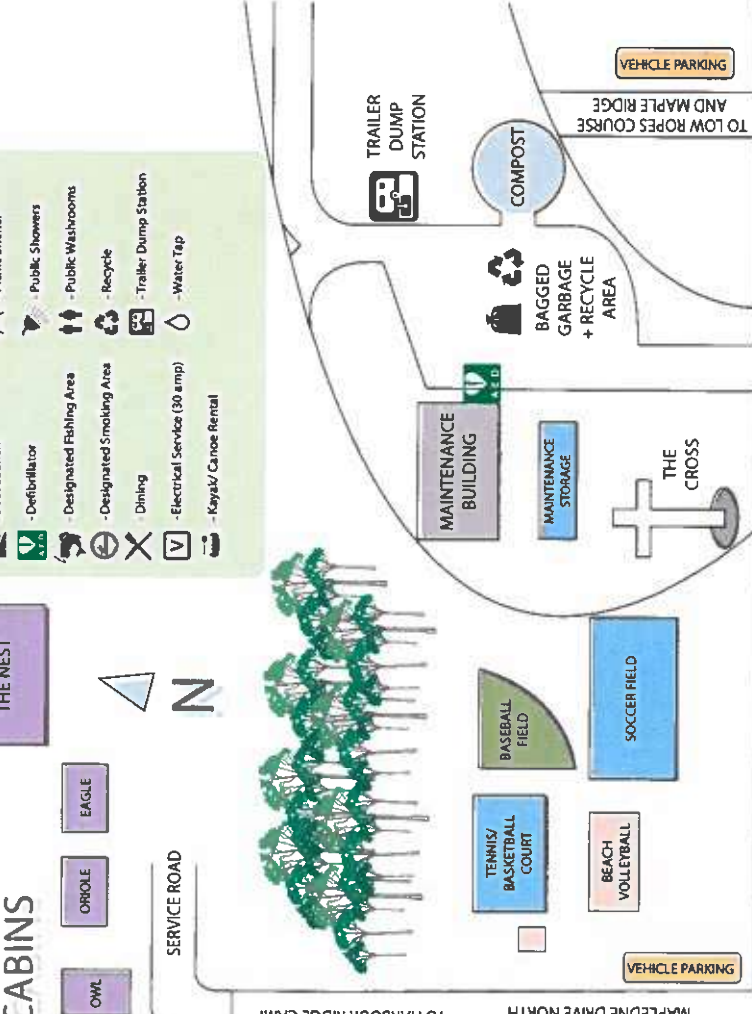 CABINS
OWL
ORIOLE
EAGLE
THE NEST
- Defibrillator
- Designated Fishing Area
- Designated Smoking Area
- Dining
V - Electrical Service (30 amp)
- Kayak/ Canoe Rental
- Public Showers
- Public Washrooms
- Recycle
- Trailer Dump Station
- Water Tap
AED
N
SERVICE ROAD
TRAILER
DUMP
STATION
MAINTENANCE
BUILDING
AED
COMPOST
BAGGED
GARBAGE
+ RECYCLE
AREA
TENNIS/
BASKETBALL
COURT
BASEBALL
FIELD
MAINTENANCE
STORAGE
BEACH
VOLLEYBALL
SOCCER FIELD
THE
CROSS
VEHICLE PARKING
TO LOW ROPES COURSE
AND MAPLE RIDGE
VEHICLE PARKING